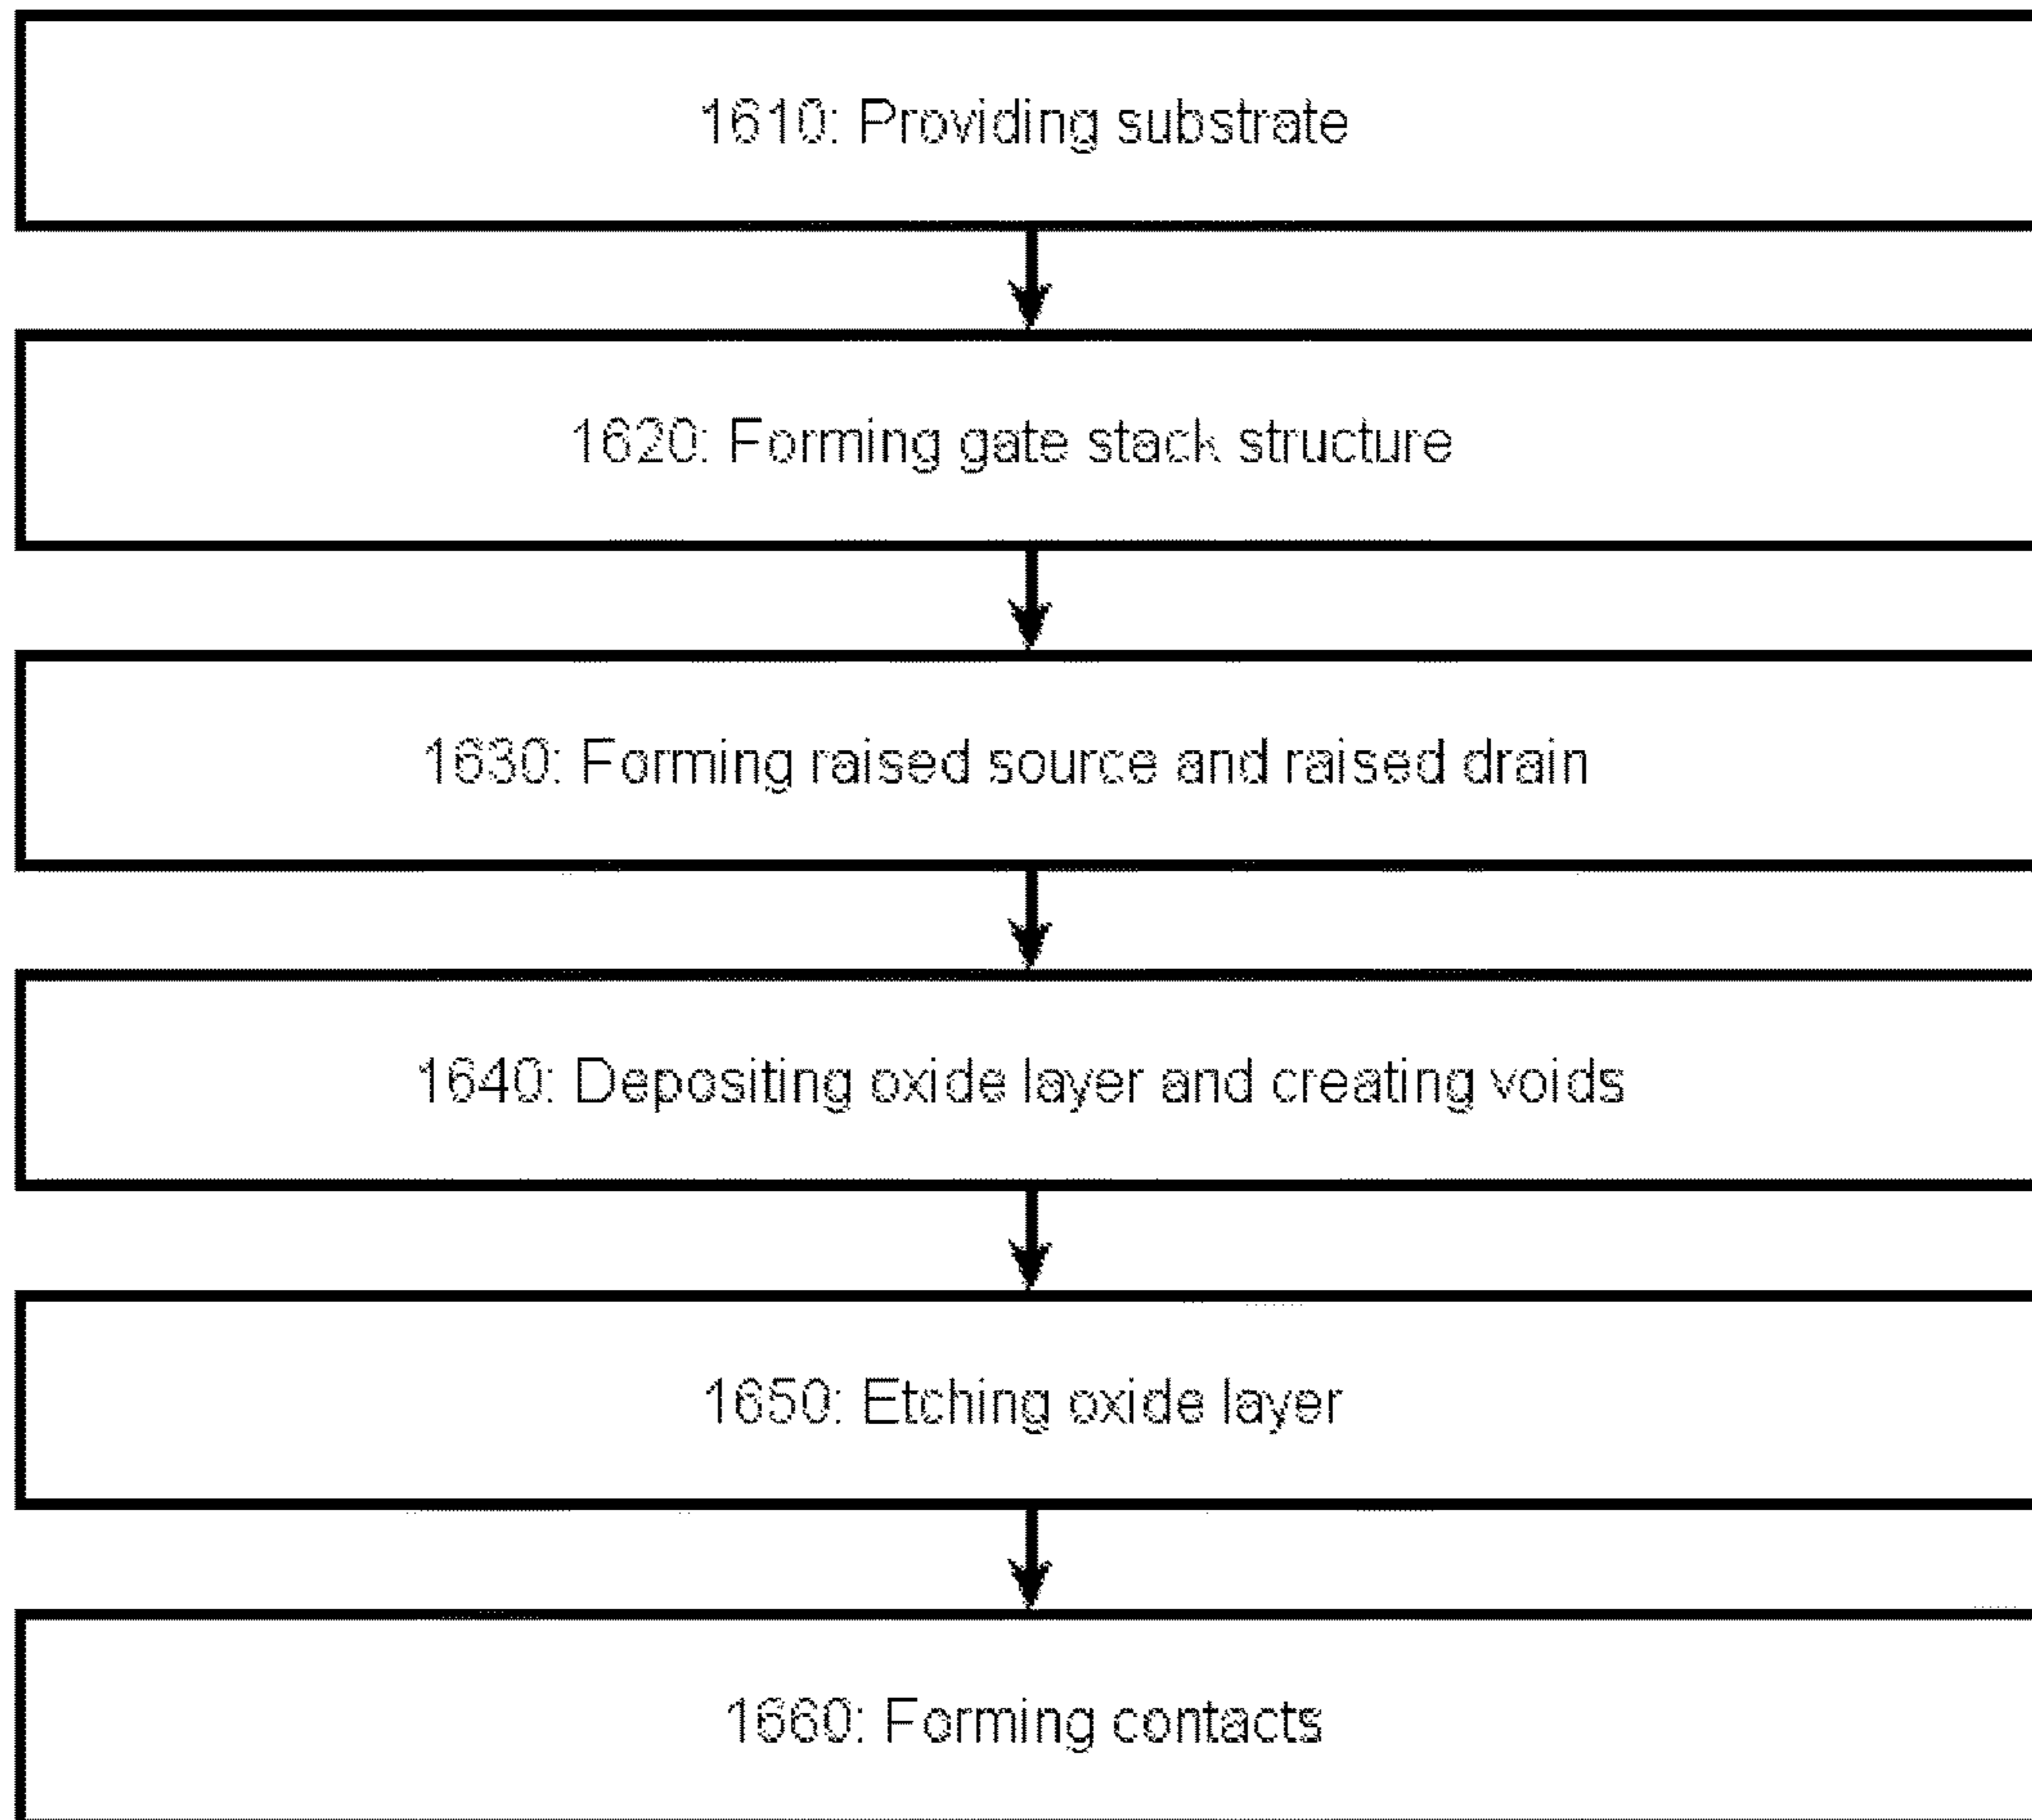 1610: Providing substrate
1620: Forming gate stack structure
1630: Forming raised source and raised drain
1640: Depositing oxide layer and creating voids
1650: Etching oxide layer
1660: Forming contacts